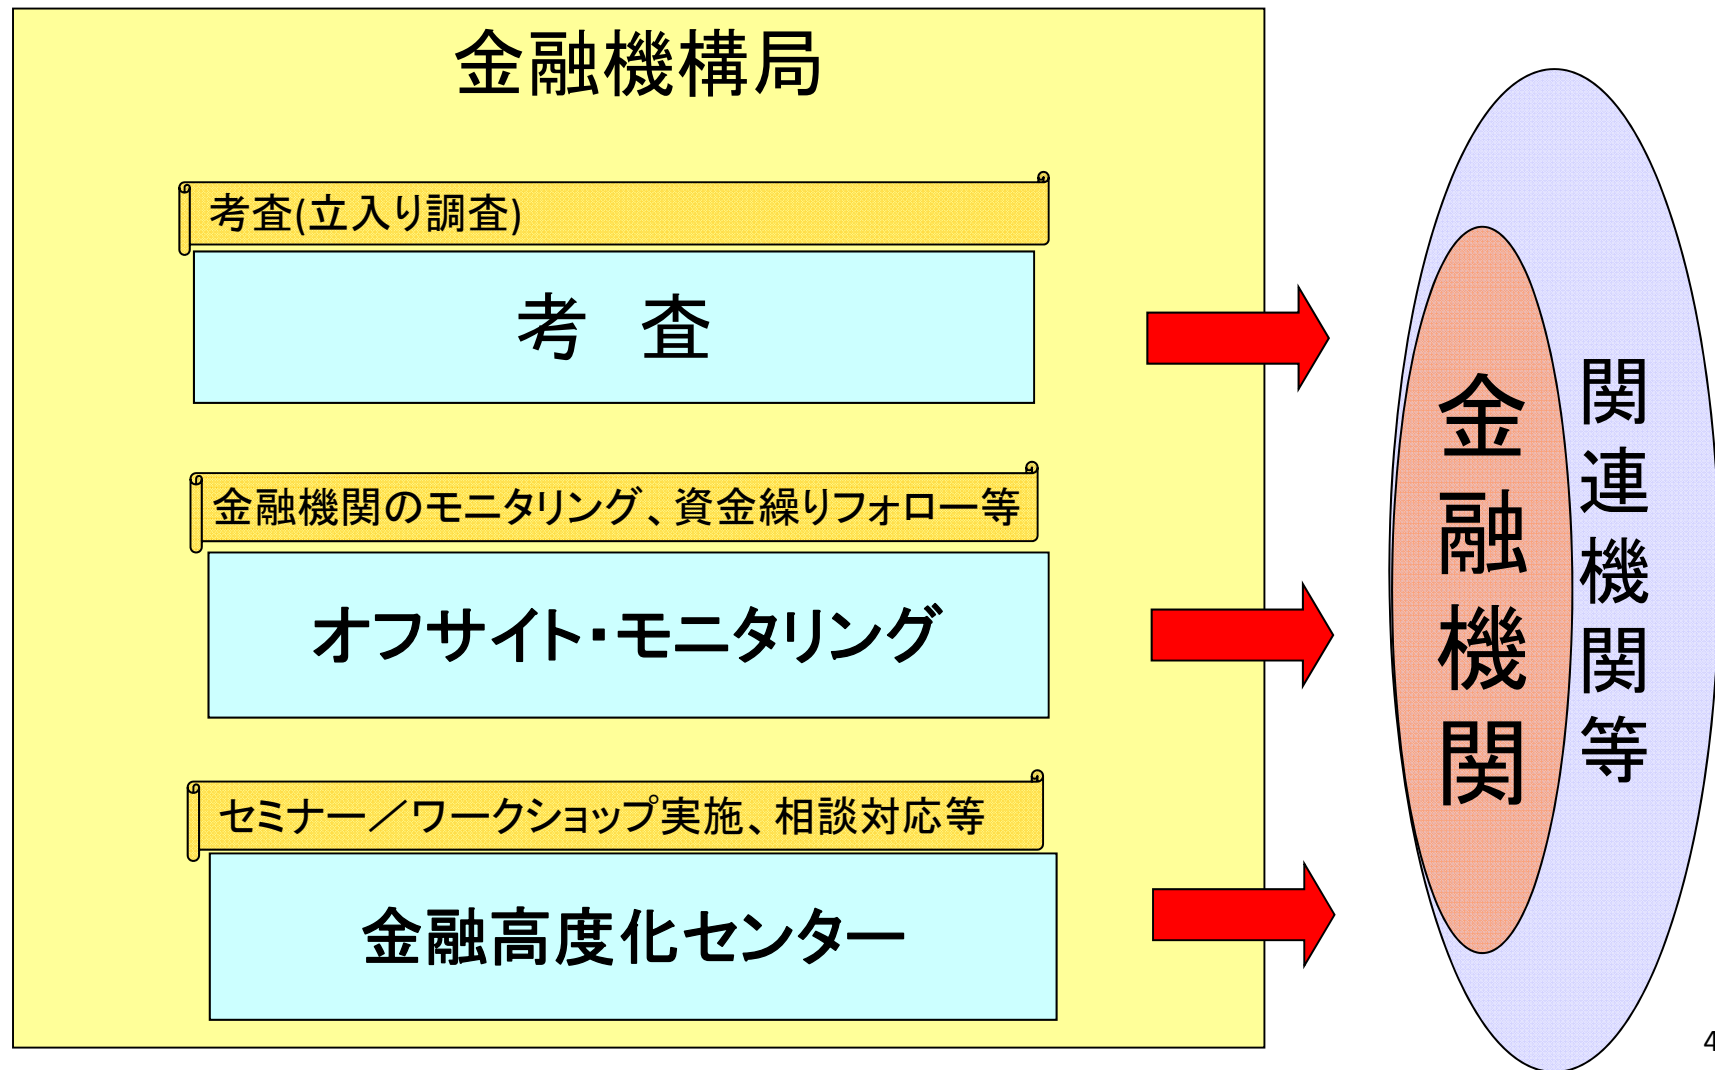 金融機構局
考査(立入り調査)
考　査
金融機関のモニタリング、資金繰りフォロー等
オフサイト・モニタリング
セミナー／ワークショップ実施、相談対応等
金融高度化センター
金融機関
関連機関等
4